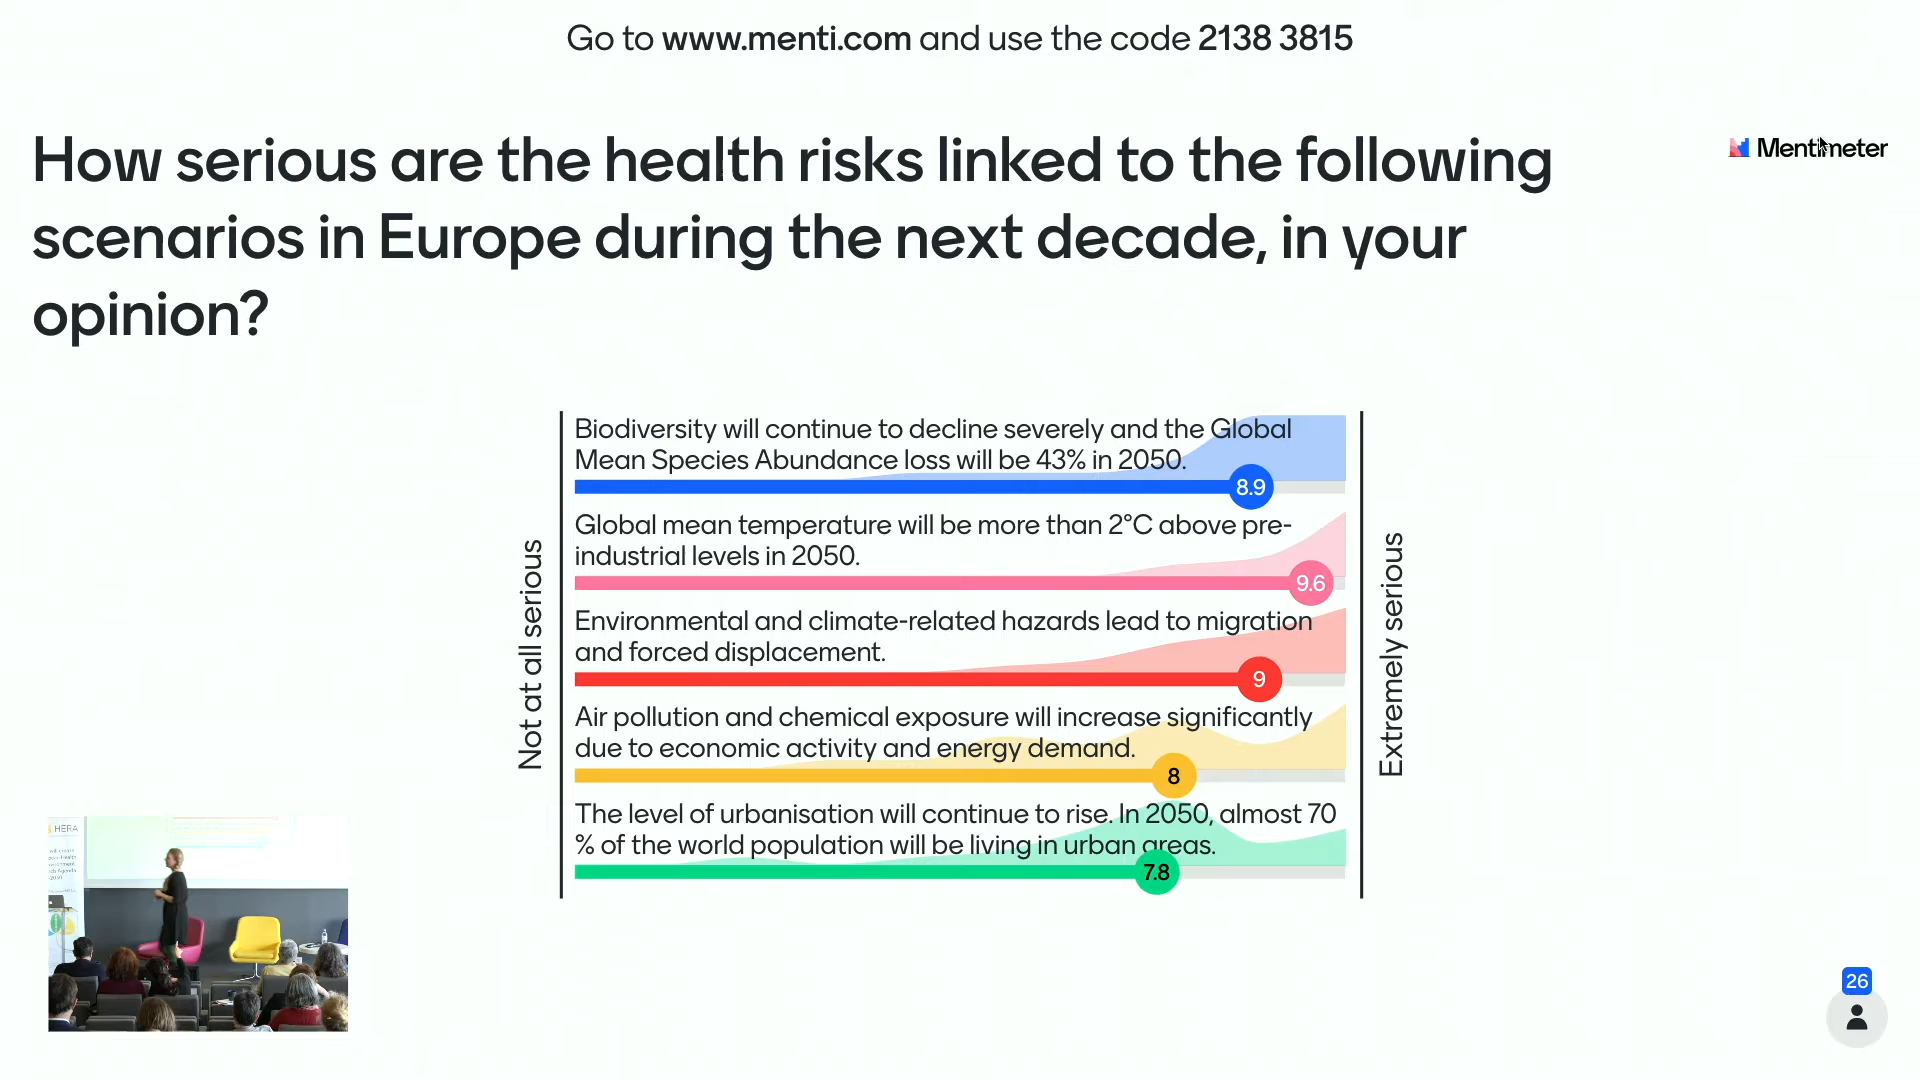 Go to www.menti.com and use the code 2138 3815
How serious are the health risks linked to the following
scenarios in Europe during the next decade, in your
opinion?
Mentimeter
Not at all serious
Biodiversity will continue to decline severely and the Global
Mean Species Abundance loss will be 43% in 2050.
8.9
Global mean temperature will be more than 2°C above pre-
industrial levels in 2050.
9.6
Environmental and climate-related hazards lead to migration
and forced displacement.
9
Air pollution and chemical exposure will increase significantly
due to economic activity and energy demand.
8
The level of urbanisation will continue to rise. In 2050, almost 70
% of the world population will be living in urban areas.
7.8
Extremely serious
HERA
26